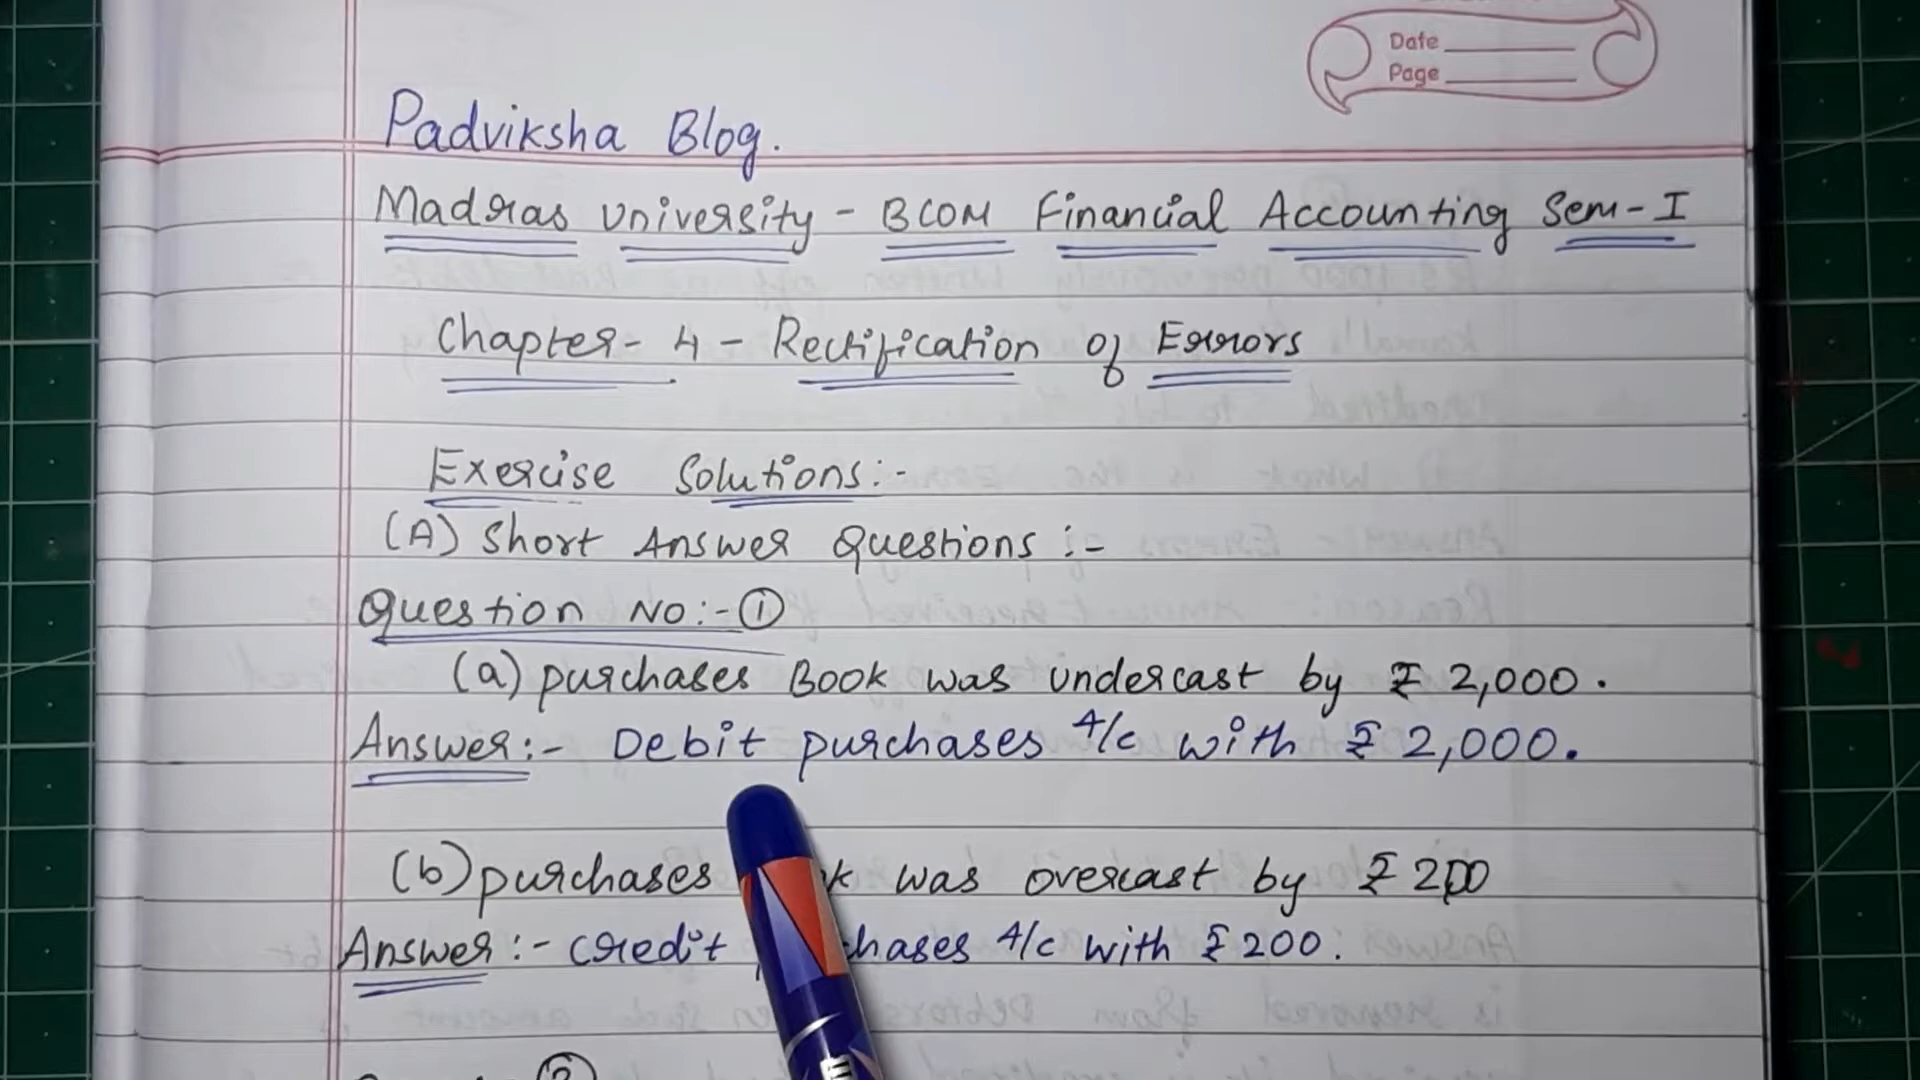 Date
Page
Padviksha Blog.
Madras University - BCOM Financial Accounting Sem-I
Chapter- 4 - Rectification of Errors
Exercise Solutions:-
(A) Short Answer Questions :-
Question No:- ①
(a) purchases Book was undercast by ₹ 2,000.
Answer:- Debit purchases A/c with ₹ 2,000.
(b) purchases was overcast by ₹ 200
Answer :- credit A/c with ₹ 200.
②